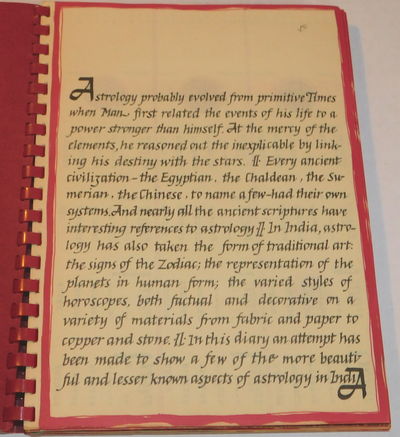 Astrology probably evolved from primitive Times
when Man first related the events of his life to a
power stronger than himself. At the mercy of the
elements, he reasoned out the inexplicable by link-
ing his destiny with the stars. ¶ Every ancient
civilization - the Egyptian, the Chaldean, the Su-
merian, the Chinese, to name a few-had their own
systems. And nearly all the ancient scriptures have
interesting references to astrology ¶ In India, astro-
logy has also taken the form of traditional art:
the signs of the Zodiac; the representation of the
planets in human form; the varied styles of
horoscopes, both factual and decorative on a
variety of materials from fabric and paper to
copper and stone. ¶ In this diary an attempt has
been made to show a few of the more beauti-
ful and lesser known aspects of astrology in India